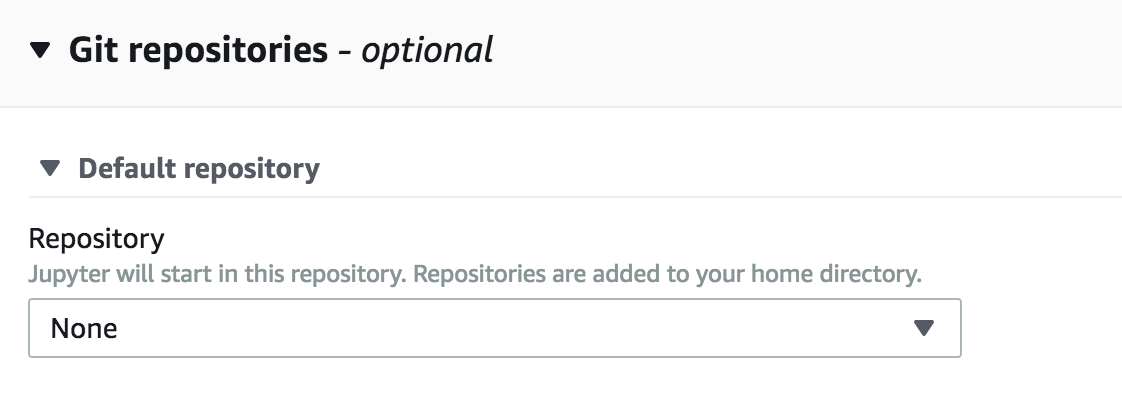 Git repositories - optional
Default repository
Repository
Jupyter will start in this repository. Repositories are added to your home directory.
None